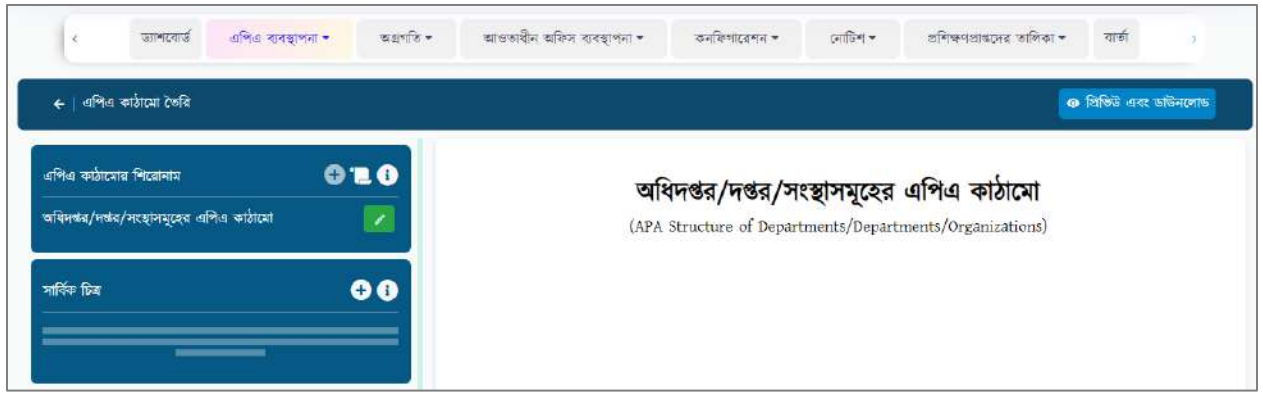 ড্যাশবোর্ড এপিএ ব্যবস্থাপনা অগ্রগতি আওতাধীন অফিস ব্যবস্থাপনা কনফিগারেশন নোটিশ প্রশিক্ষণপ্রাপ্তদের তালিকা বার্তা
এপিএ কাঠামো তৈরি প্রিভিউ এবং ডাউনলোড
এপিএ কাঠামোর শিরোনাম
অধিদপ্তর/দপ্তর/সংস্থাসমূহের এপিএ কাঠামো
সার্বিক চিত্র
অধিদপ্তর/দপ্তর/সংস্থাসমূহের এপিএ কাঠামো
(APA Structure of Departments/Departments/Organizations)